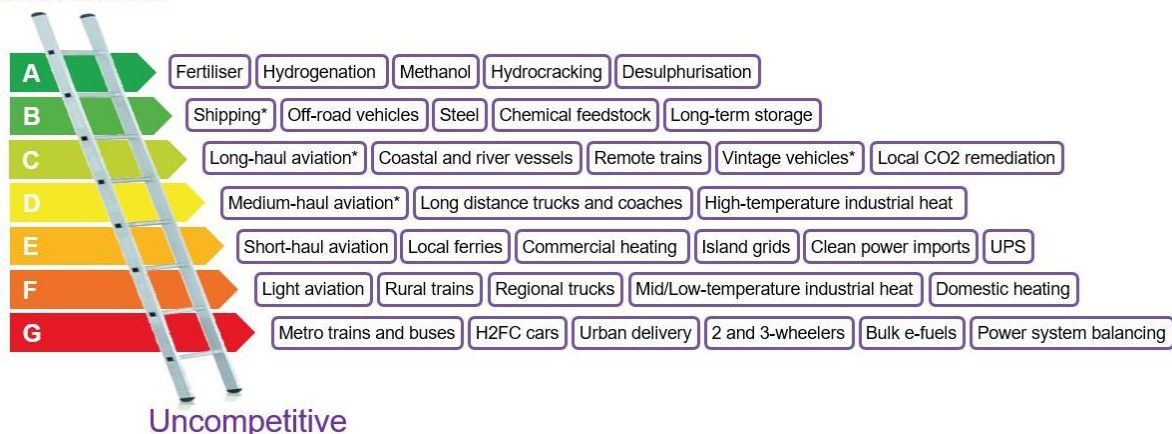 A Fertiliser Hydrogenation Methanol Hydrocracking Desulphurisation
B Shipping* Off-road vehicles Steel Chemical feedstock Long-term storage
C Long-haul aviation* Coastal and river vessels Remote trains Vintage vehicles* Local CO2 remediation
D Medium-haul aviation* Long distance trucks and coaches High-temperature industrial heat
E Short-haul aviation Local ferries Commercial heating Island grids Clean power imports UPS
F Light aviation Rural trains Regional trucks Mid/Low-temperature industrial heat Domestic heating
G Metro trains and buses H2FC cars Urban delivery 2 and 3-wheelers Bulk e-fuels Power system balancing
Uncompetitive